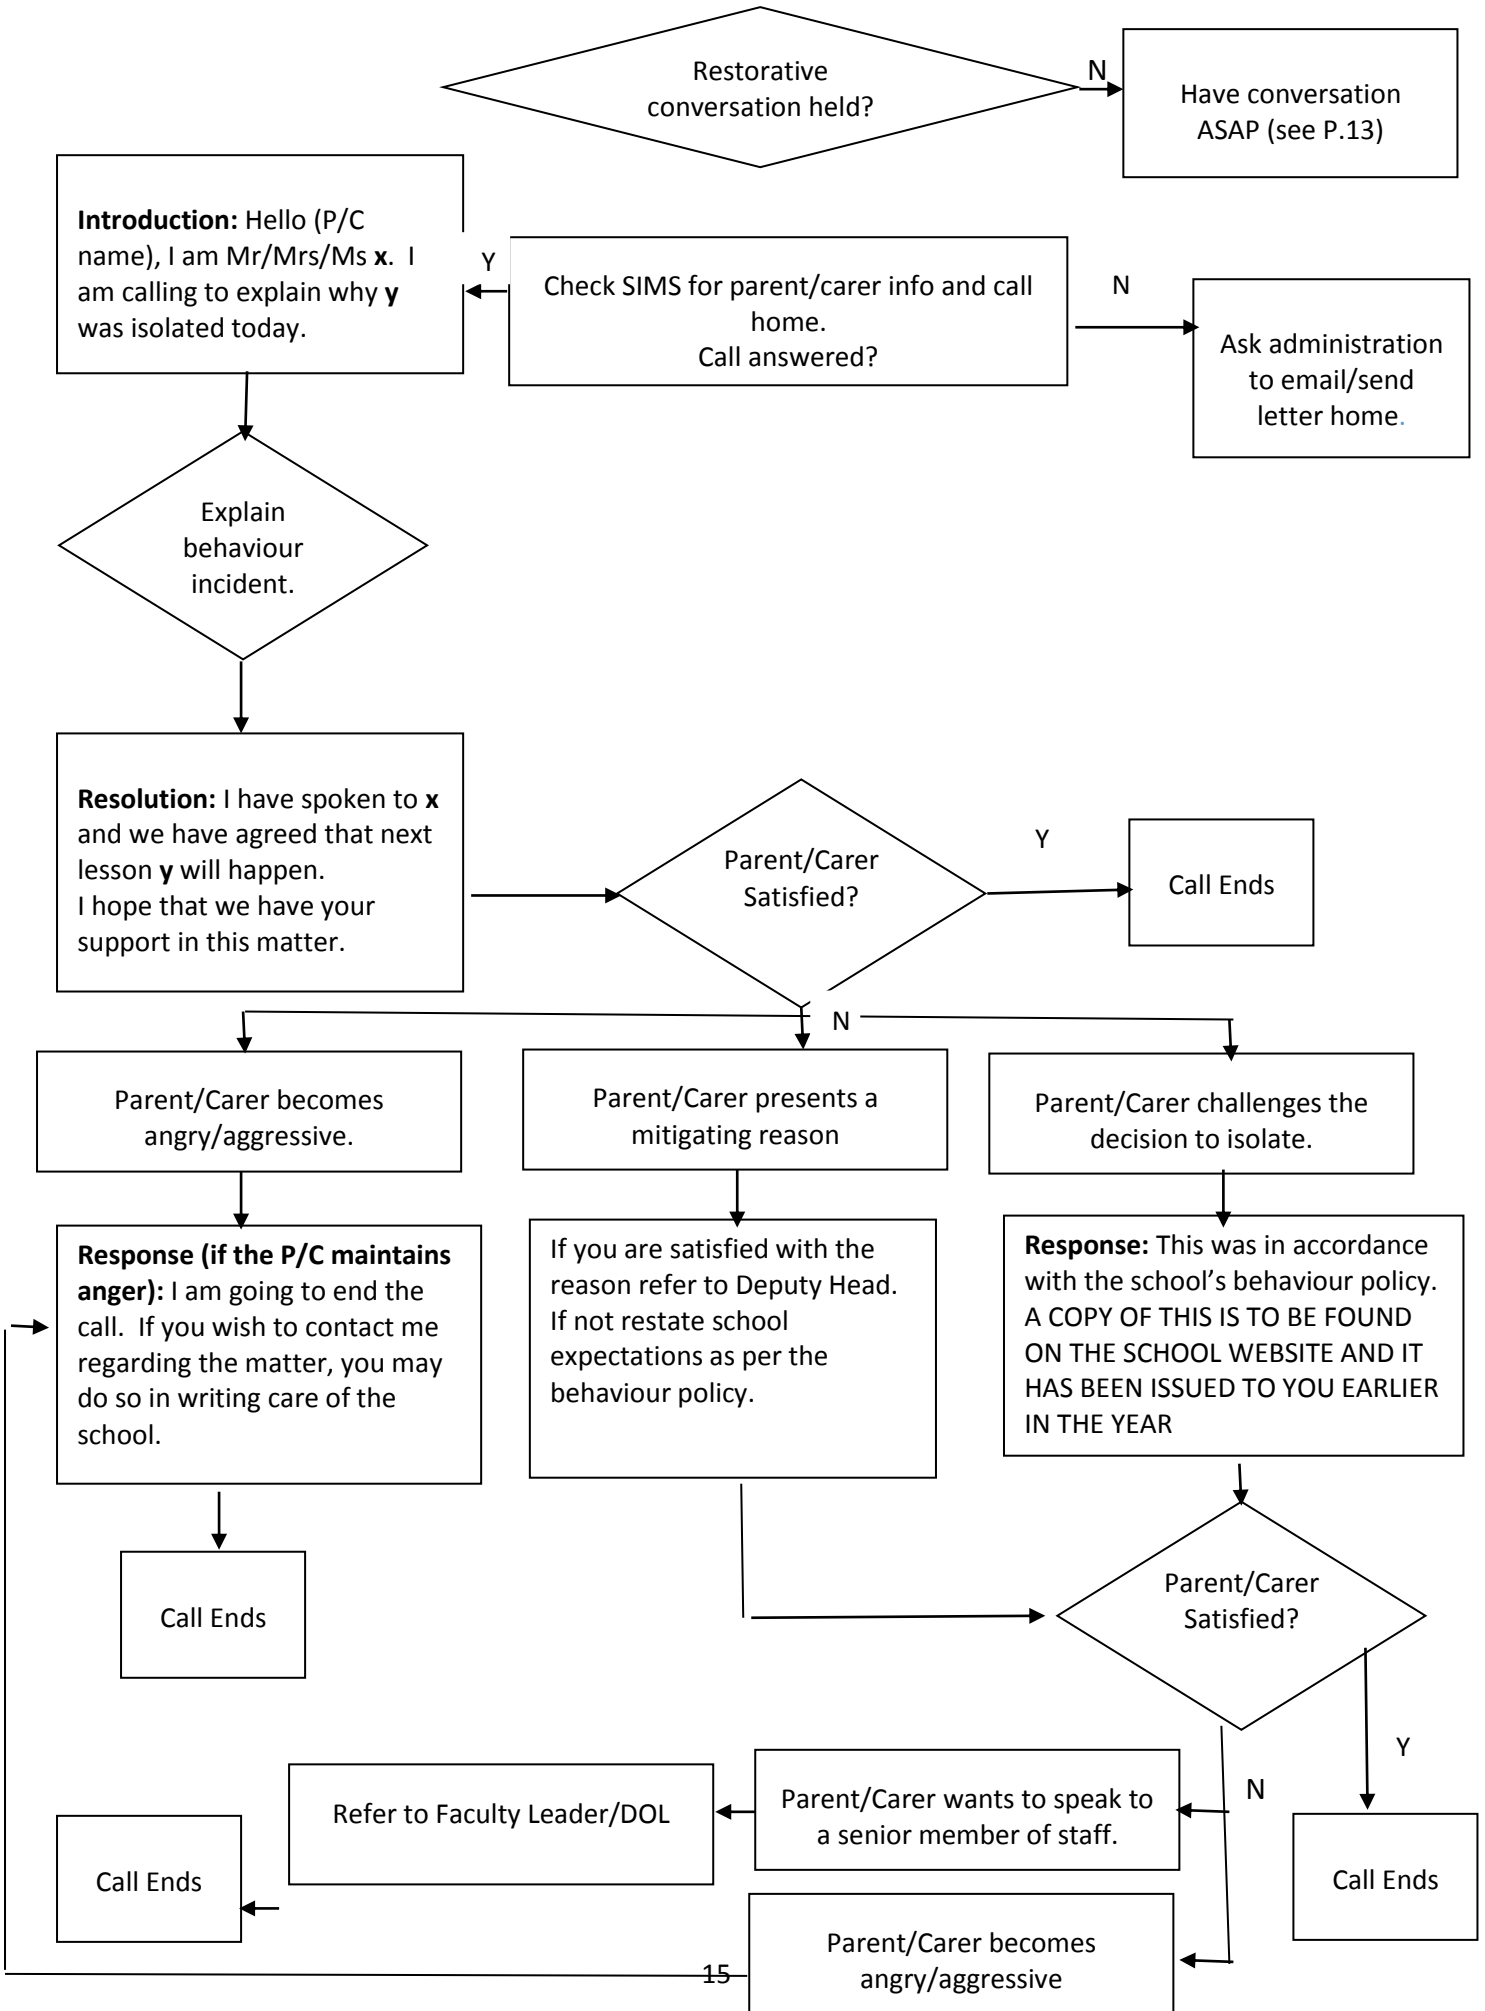 Restorative
conversation held?
N
Have conversation
ASAP (see P.13)
Introduction: Hello (P/C
name), I am Mr/Mrs/Ms x.  I
am calling to explain why y
was isolated today.
Y
Check SIMS for parent/carer info and call
home.
Call answered?
N
Ask administration
to email/send
letter home.
Explain
behaviour
incident.
Resolution: I have spoken to x
and we have agreed that next
lesson y will happen.
I hope that we have your
support in this matter.
Parent/Carer
Satisfied?
Y
Call Ends
N
Parent/Carer becomes
angry/aggressive.
Parent/Carer presents a
mitigating reason
Parent/Carer challenges the
decision to isolate.
Response (if the P/C maintains
anger): I am going to end the
call.  If you wish to contact me
regarding the matter, you may
do so in writing care of the
school.
If you are satisfied with the
reason refer to Deputy Head.
If not restate school
expectations as per the
behaviour policy.
Response: This was in accordance
with the school's behaviour policy.
A COPY OF THIS IS TO BE FOUND
ON THE SCHOOL WEBSITE AND IT
HAS BEEN ISSUED TO YOU EARLIER
IN THE YEAR
Call Ends
Parent/Carer
Satisfied?
Y
N
Parent/Carer wants to speak to
a senior member of staff.
Refer to Faculty Leader/DOL
Call Ends
Call Ends
Parent/Carer becomes
angry/aggressive
15